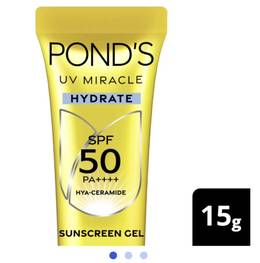 POND'S
UV MIRACLE
HYDRATE
SPF
50
PA++++
HYA-CERAMIDE
SUNSCREEN GEL
15g